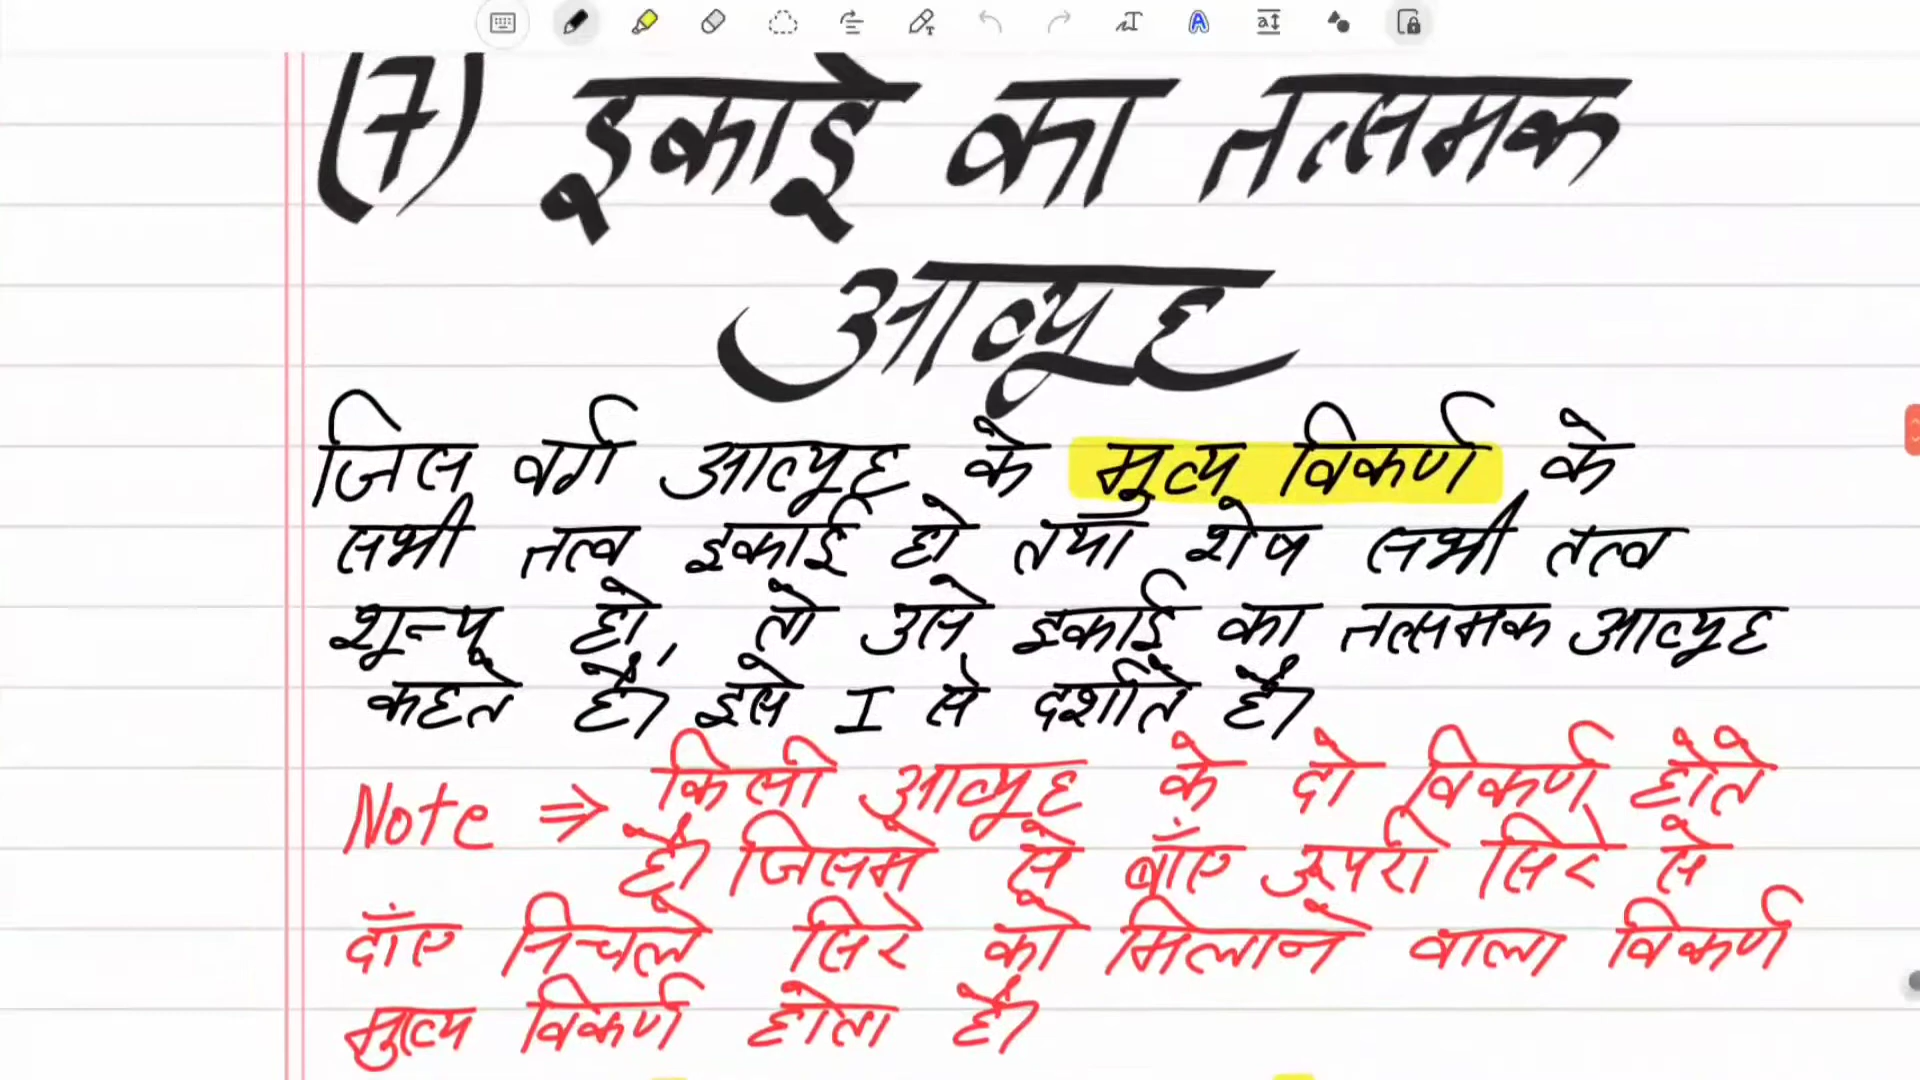 (7) इकाई का तत्समक
आव्यूह
जिस वर्ग आव्यूह के मुख्य विकर्ण के
सभी तत्व इकाई हो तथा शेष सभी तत्व
शून्य हो, तो उसे इकाई का तत्समक आव्यूह
कहते हैं। इसे I से दर्शाते हैं।
Note ⇒ किसी आव्यूह के दो विकर्ण होते
हैं। जिसमें से बाँए ऊपरी सिरे से
दाँए निचले सिरे को मिलाने वाला विकर्ण
मुख्य विकर्ण होता है।